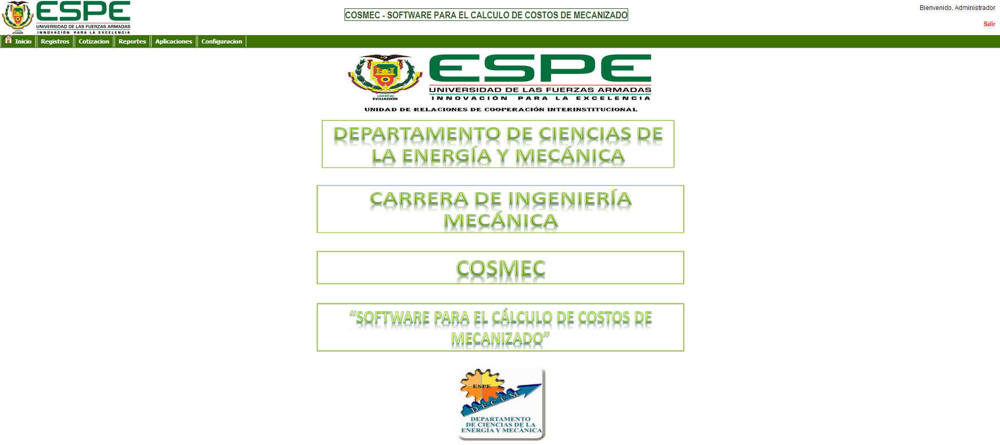 ESPE
UNIVERSIDAD DE LAS FUERZAS ARMADAS
INNOVACIÓN PARA LA EXCELENCIA
ECUADOR
COSMEC - SOFTWARE PARA EL CALCULO DE COSTOS DE MECANIZADO
Bienvenido, Administrador
Salir
Inicio Registros Cotizacion Reportes Aplicaciones Configuracion
ESPE
UNIVERSIDAD DE LAS FUERZAS ARMADAS
INNOVACIÓN PARA LA EXCELENCIA
1922
ECUADOR
UNIDAD DE RELACIONES DE COOPERACIÓN INTERINSTITUCIONAL
DEPARTAMENTO DE CIENCIAS DE
LA ENERGÍA Y MECÁNICA
CARRERA DE INGENIERÍA
MECÁNICA
COSMEC
“SOFTWARE PARA EL CÁLCULO DE COSTOS DE
MECANIZADO”
ESPE
DECEM
DEPARTAMENTO
DE CIENCIAS DE LA
ENERGÍA Y MECÁNICA